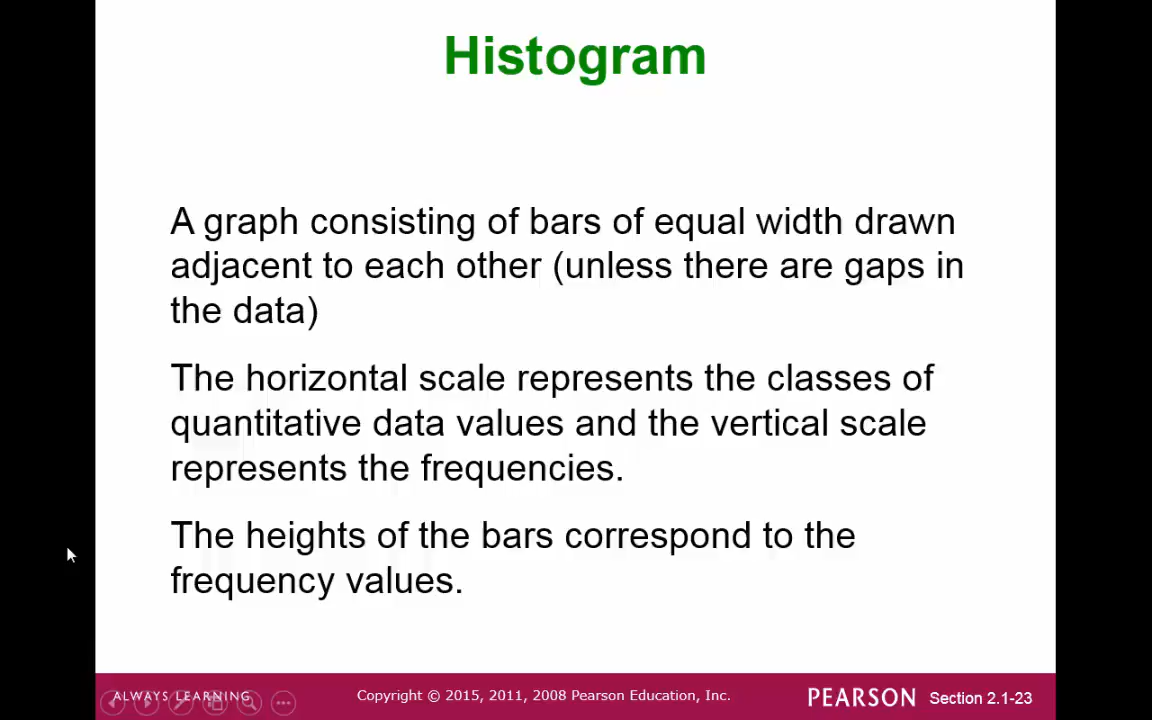 Histogram
A graph consisting of bars of equal width drawn
adjacent to each other (unless there are gaps in
the data)
The horizontal scale represents the classes of
quantitative data values and the vertical scale
represents the frequencies.
The heights of the bars correspond to the
frequency values.
ALWAYS LEARNING
Copyright © 2015, 2011, 2008 Pearson Education, Inc.
PEARSON
Section 2.1-23